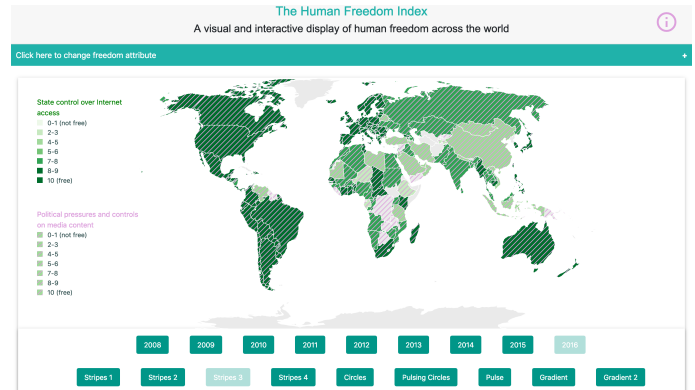 The Human Freedom Index
A visual and interactive display of human freedom across the world
i
Click here to change freedom attribute
+
State control over Internet
access
0-1 (not free)
2-3
4-5
5-6
7-8
8-9
10 (free)
Political pressures and controls
on media content
0-1 (not free)
2-3
4-5
5-6
7-8
8-9
10 (free)
2008 2009 2010 2011 2012 2013 2014 2015 2016
Stripes 1 Stripes 2 Stripes 3 Stripes 4 Circles Pulsing Circles Pulse Gradient Gradient 2